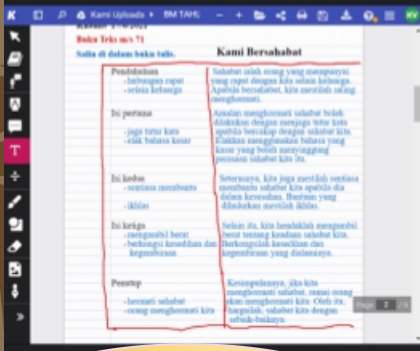 Kami Uploads
BM TAHL
Buku Teks m/s 71
Salin di dalam buku tulis.
Kami Bersahabat
Pendahuluan
- hubungan rapat
- selain keluarga
Sahabat ialah orang yang mempunyai
yang rapat dengan kita selain keluarga.
Apabila bersahabat, kita mestilah saling
menghormati.
Isi pertama
- jaga tutur kata
- elak bahasa kasar
Amalan menghormati sahabat boleh
dilakukan dengan menjaga tutur kata
apabila bercakap dengan sahabat kita.
Elakkan menggunakan bahasa yang
kasar yang boleh menyinggung
perasaan sahabat kita itu.
Isi kedua
- sentiasa membantu
- ikhlas
Seterusnya, kita juga mestilah sentiasa
membantu sahabat kita apabila dia
dalam kesusahan. Bantuan yang
dihulurkan mestilah ikhlas.
Isi ketiga
- mengambil berat
- berkongsi kesedihan dan
kegembiraan
Selain itu, kita hendaklah mengambil
berat tentang keadaan sahabat kita.
Berkongsilah kesedihan dan
kegembiraan yang dialaminya.
Penutup
- hormati sahabat
- orang menghormati kita
Kesimpulannya, jika kita
menghormati sahabat, ramai orang
akan menghormati kita. Oleh itu,
hargailah, sahabat kita dengan
sebaik-baiknya.
Page 2